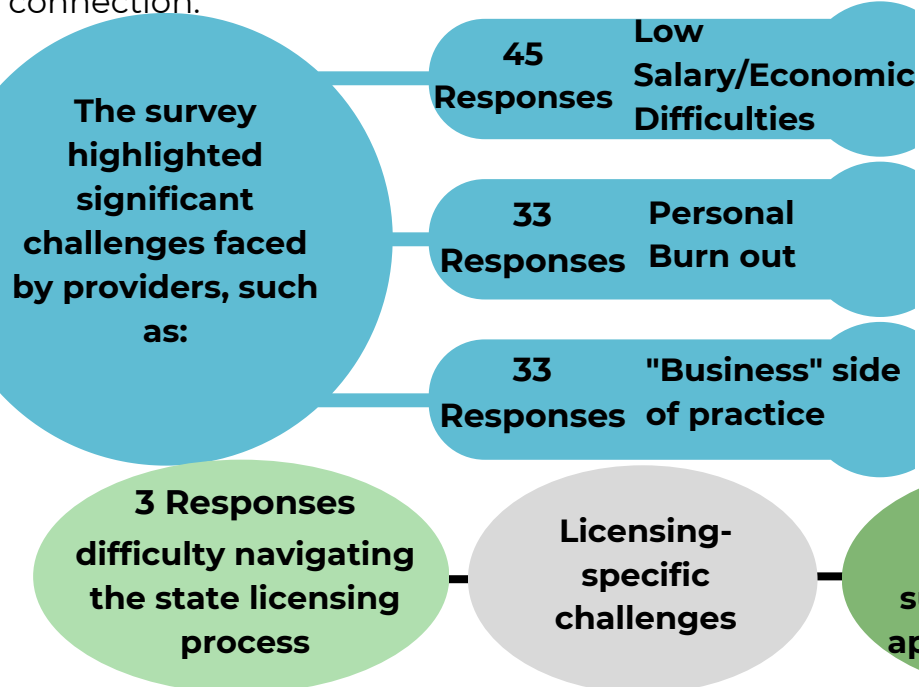 connection.
The survey
highlighted
significant
challenges faced
by providers, such
as:
45
Responses
Low
Salary/Economic
Difficulties
33
Responses
Personal
Burn out
33
Responses
"Business" side
of practice
3 Responses
difficulty navigating
the state licensing
process
Licensing-
specific
challenges